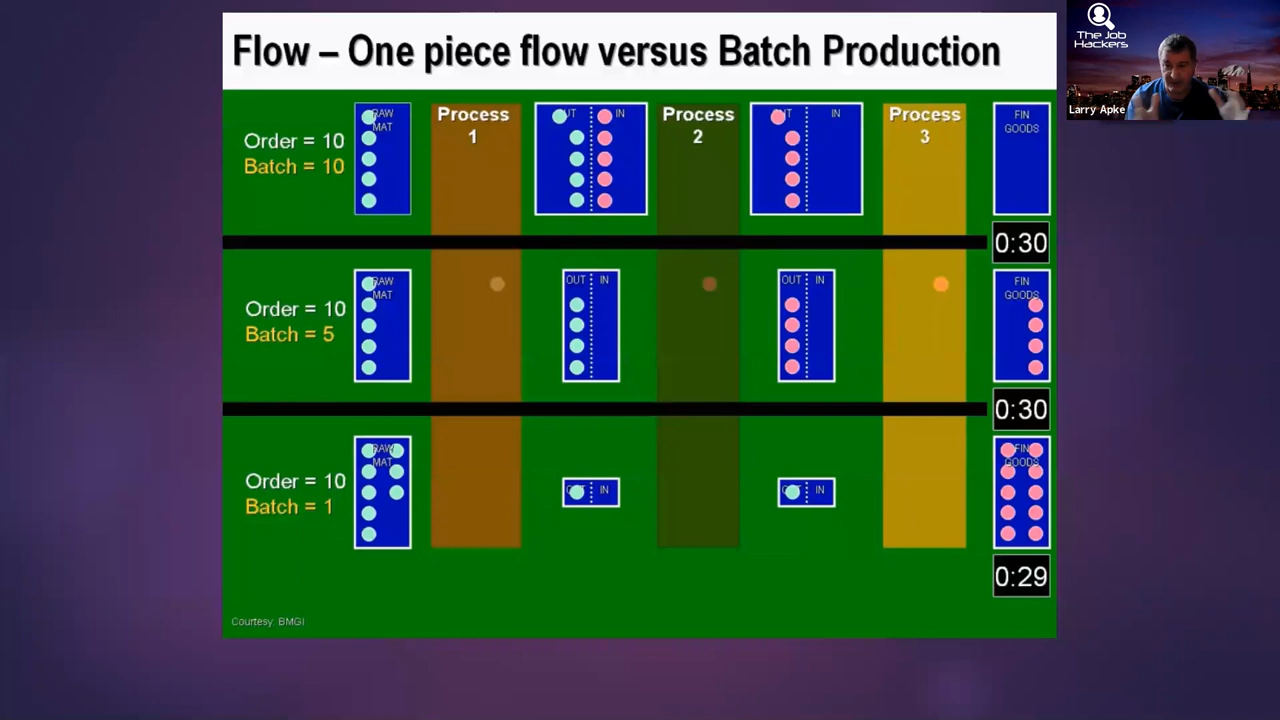 Flow – One piece flow versus Batch Production
The Job
Hackers
Larry Apke
Order = 10
Batch = 10
RAW
MAT
Process
1
OUT
IN
Process
2
OUT
IN
Process
3
FIN
GOODS
0:30
Order = 10
Batch = 5
RAW
MAT
OUT
IN
OUT
IN
FIN
GOODS
0:30
Order = 10
Batch = 1
RAW
MAT
OUT
IN
OUT
IN
FIN
GOODS
0:29
Courtesy: BMGI